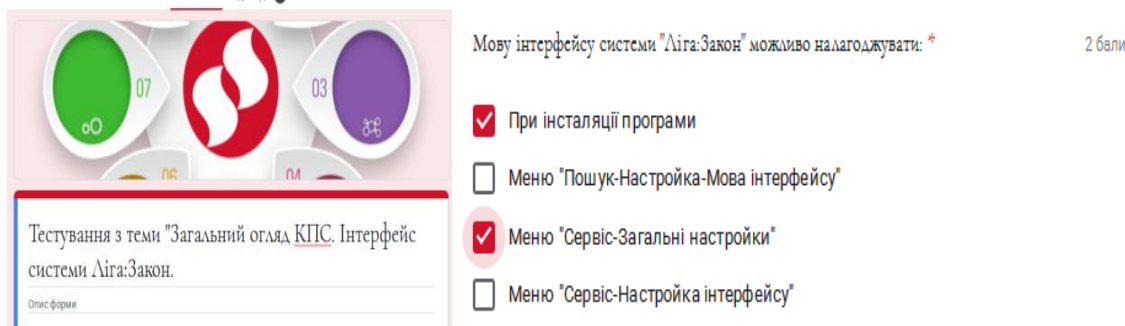 07
03
06
04
Тестування з теми "Загальний огляд КПС. Інтерфейс
системи Ліга:Закон.
Опис форми
Мову інтерфейсу системи "Ліга:Закон" можливо налагоджувати: *
2 бали
При інсталяції програми
Меню "Пошук-Настройка-Мова інтерфейсу"
Меню "Сервіс-Загальні настройки"
Меню "Сервіс-Настройка інтерфейсу"